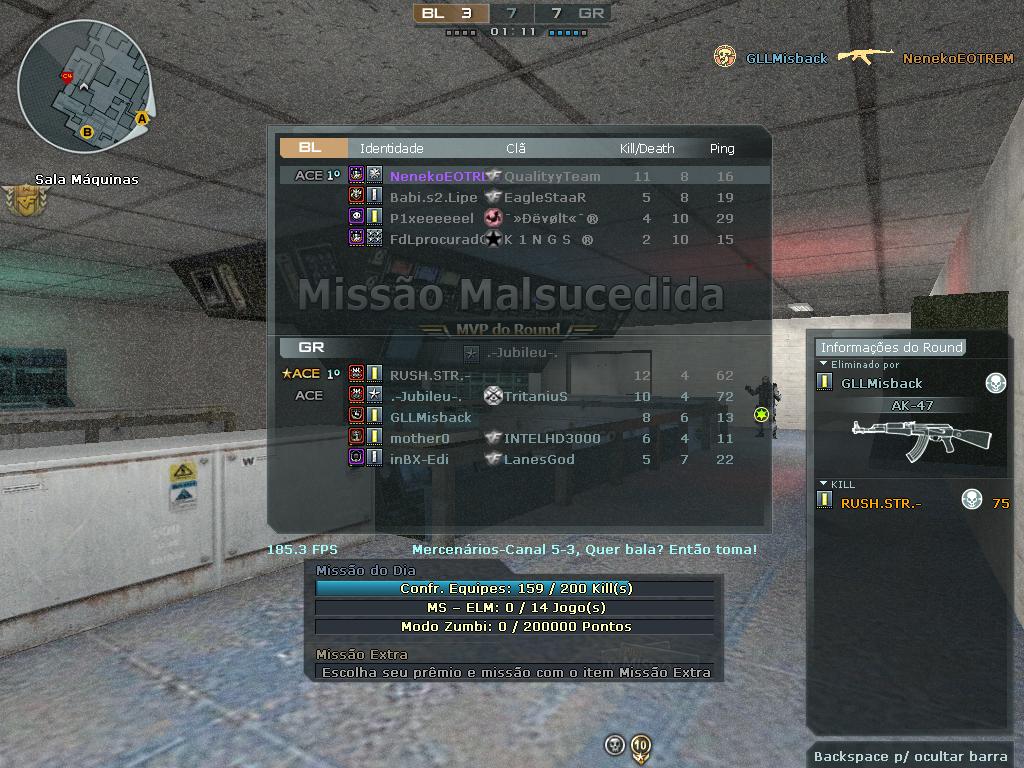 BL 3 7 7 GR
01:11
GLLMisback NenekoEOTREM
C4
A
B
Sala Máquinas
BL Identidade Clã Kill/Death Ping
ACE 1º NenekoEOTRE QualityyTeam 11 8 16
Babi.s2.Lipe EagleStaaR 5 8 19
P1xeeeeeel ¯»Ðëvølt«¯® 4 10 29
FdLprocurad K 1 N G S ® 2 10 15
Missão Malsucedida
MVP do Round
.-Jubileu-.
GR
ACE 1º RUSH.STR.- 12 4 62
ACE .-Jubileu-. TritaniuS 10 4 72
GLLMisback 8 6 13
mother0 INTELHD3000 6 4 11
inBX-Edi LanesGod 5 7 22
Informações do Round
Eliminado por
GLLMisback
AK-47
KILL
RUSH.STR.- 75
185.3 FPS Mercenários-Canal 5-3, Quer bala? Então toma!
Missão do Dia
Confr. Equipes: 159 / 200 Kill(s)
MS - ELM: 0 / 14 Jogo(s)
Modo Zumbi: 0 / 200000 Pontos
Missão Extra
Escolha seu prêmio e missão com o item Missão Extra
10
Backspace p/ ocultar barra